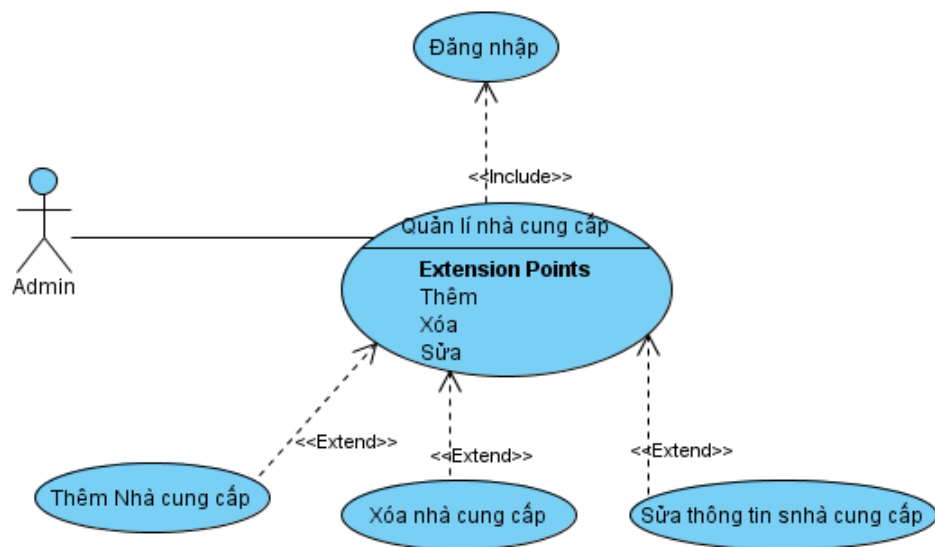 Đăng nhập
<<Include>>
Quản lí nhà cung cấp
Extension Points
Thêm
Xóa
Sửa
Admin
<<Extend>>
<<Extend>>
<<Extend>>
Thêm Nhà cung cấp
Xóa nhà cung cấp
Sửa thông tin snhà cung cấp